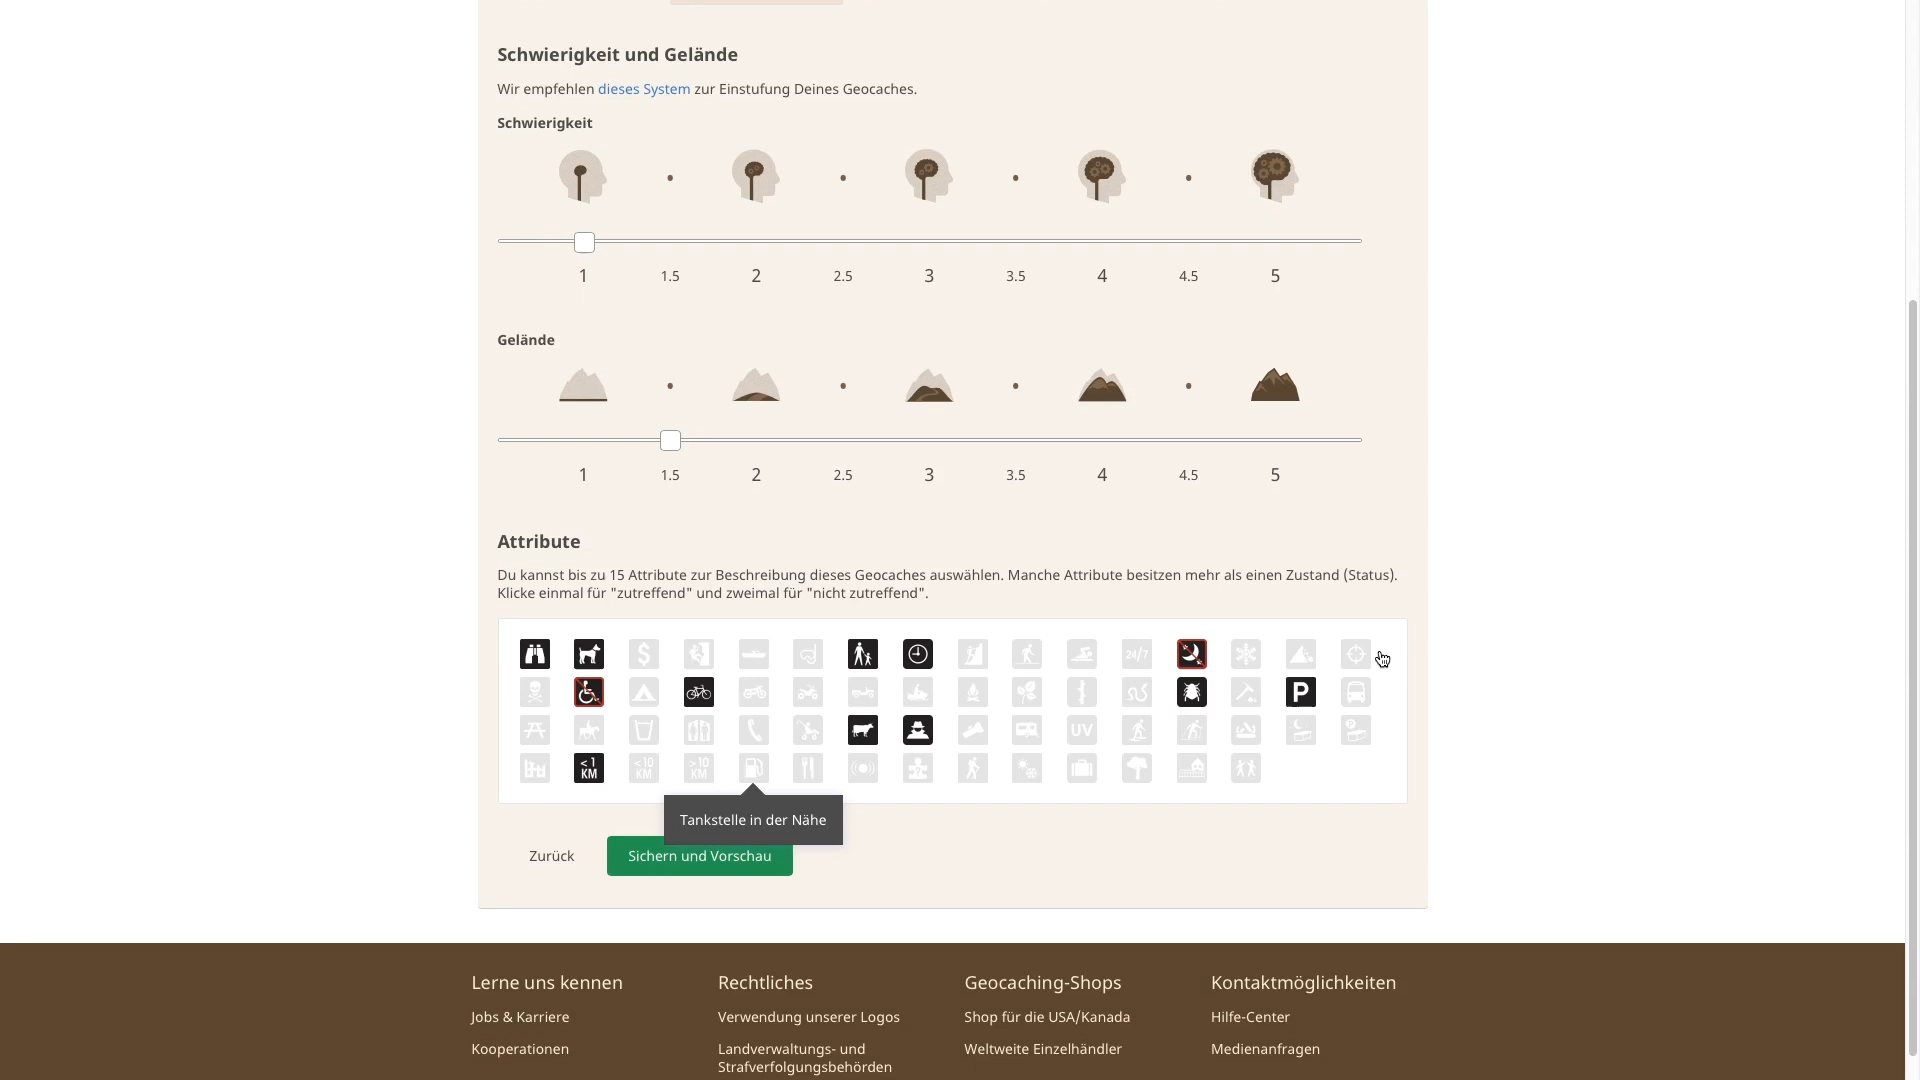 Schwierigkeit und Gelände
Wir empfehlen dieses System zur Einstufung Deines Geocaches.
Schwierigkeit
1 1.5 2 2.5 3 3.5 4 4.5 5
Gelände
1 1.5 2 2.5 3 3.5 4 4.5 5
Attribute
Du kannst bis zu 15 Attribute zur Beschreibung dieses Geocaches auswählen. Manche Attribute besitzen mehr als einen Zustand (Status).
Klicke einmal für "zutreffend" und zweimal für "nicht zutreffend".
$ 24/7
P
UV P
< 1 KM <10 KM >10 KM
Tankstelle in der Nähe
Zurück Sichern und Vorschau
Lerne uns kennen Rechtliches Geocaching-Shops Kontaktmöglichkeiten
Jobs & Karriere Verwendung unserer Logos Shop für die USA/Kanada Hilfe-Center
Kooperationen Landverwaltungs- und Weltweite Einzelhändler Medienanfragen
Strafverfolgungsbehörden